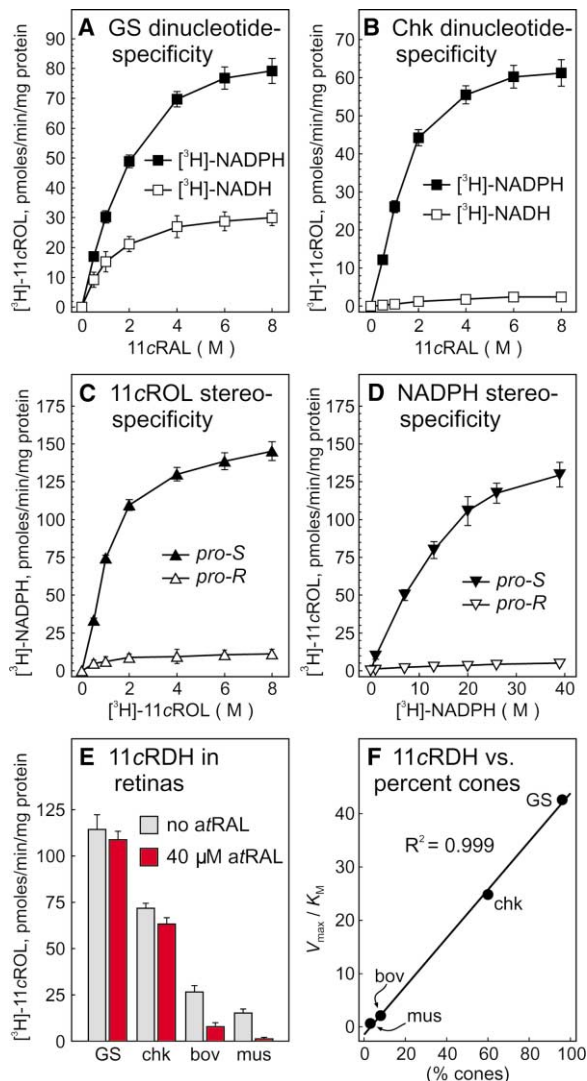 A GS dinucleotide-
specificity
[³H]-11cROL, pmoles/min/mg protein
90
80
70
60
50
40
30
20
10
0
[³H]-NADPH
[³H]-NADH
0 2 4 6 8
11cRAL ( M )
B Chk dinucleotide-
specificity
[³H]-11cROL, pmoles/min/mg protein
70
60
50
40
30
20
10
0
[³H]-NADPH
[³H]-NADH
0 2 4 6 8
11cRAL ( M )
C 11cROL stereo-
specificity
[³H]-NADPH, pmoles/min/mg protein
175
150
125
100
75
50
25
0
pro-S
pro-R
0 2 4 6 8
[³H]-11cROL ( M )
D NADPH stereo-
specificity
[³H]-11cROL, pmoles/min/mg protein
175
150
125
100
75
50
25
0
pro-S
pro-R
0 10 20 30 40
[³H]-NADPH ( M )
E 11cRDH in
retinas
[³H]-11cROL, pmoles/min/mg protein
125
100
75
50
25
0
no atRAL
40 µM atRAL
GS chk bov mus
F 11cRDH vs.
percent cones
Vmax / KM
40
30
20
10
0
GS
R² = 0.999
chk
bov
mus
0 20 40 60 80 100
(% cones)